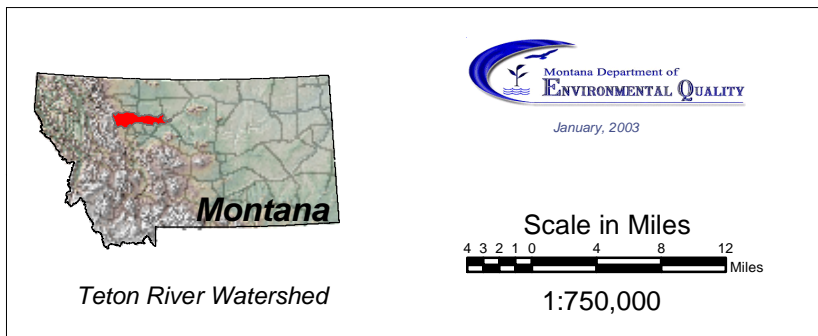 Montana
Teton River Watershed
Montana Department of
ENVIRONMENTAL QUALITY
January, 2003
Scale in Miles
4 3 2 1 0 4 8 12
Miles
1:750,000